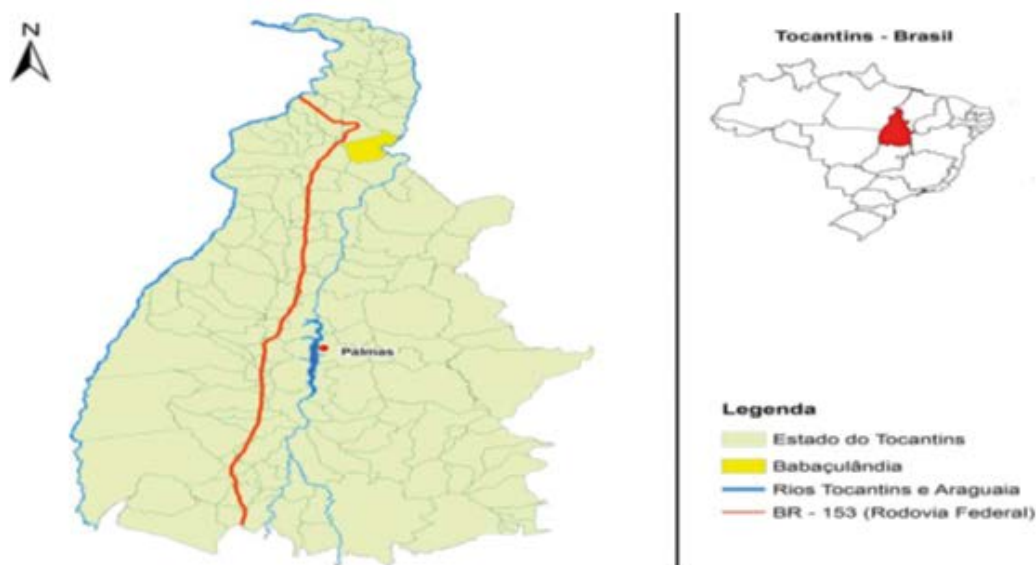 N
Palmas
Tocantins - Brasil
Legenda
Estado do Tocantins
Babaçulândia
Rios Tocantins e Araguaia
BR - 153 (Rodovia Federal)